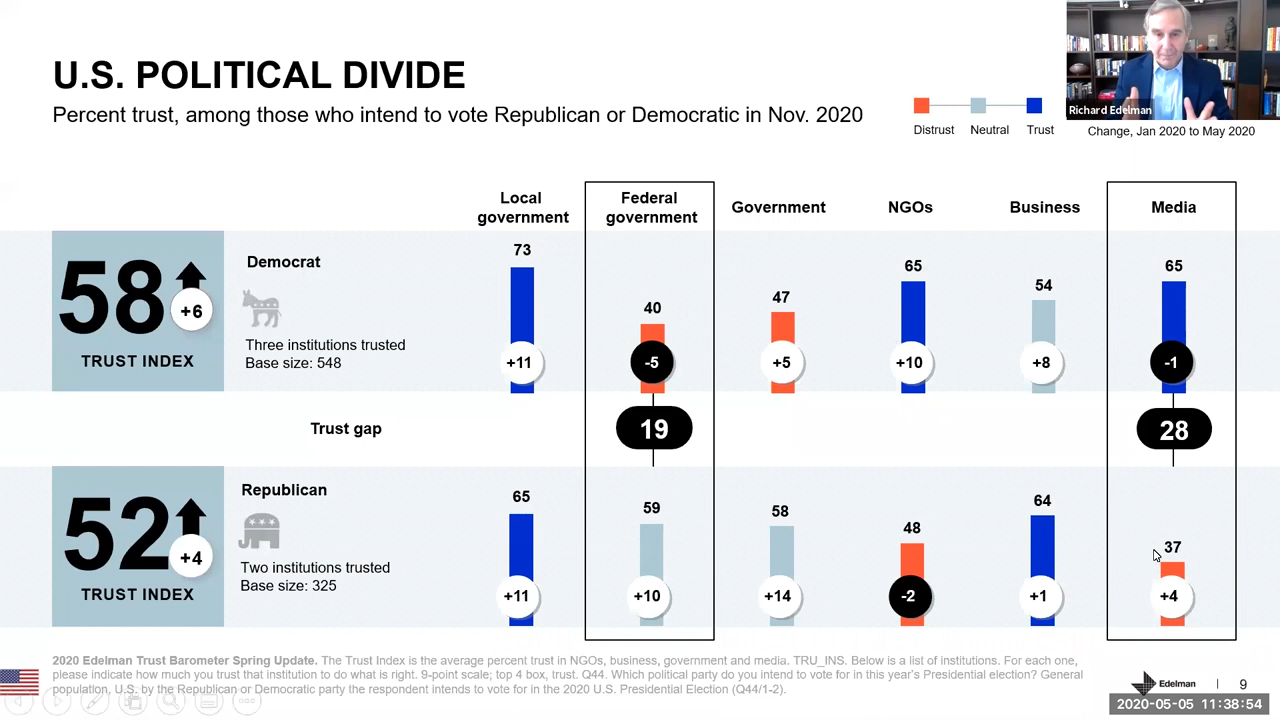 U.S. POLITICAL DIVIDE
Percent trust, among those who intend to vote Republican or Democratic in Nov. 2020
Distrust Neutral Trust
Richard Edelman
Change, Jan 2020 to May 2020
Local government
Federal government
Government
NGOs
Business
Media
58
+6
TRUST INDEX
Democrat
Three institutions trusted
Base size: 548
73
40
47
65
54
65
+11
-5
+5
+10
+8
-1
Trust gap
19
28
52
+4
TRUST INDEX
Republican
Two institutions trusted
Base size: 325
65
59
58
48
64
37
+11
+10
+14
-2
+1
+4
2020 Edelman Trust Barometer Spring Update. The Trust Index is the average percent trust in NGOs, business, government and media. TRU_INS. Below is a list of institutions. For each one,
please indicate how much you trust that institution to do what is right. 9-point scale; top 4 box, trust. Q44. Which political party do you intend to vote for in this year's Presidential election? General
population, U.S. by the Republican or Democratic party the respondent intends to vote for in the 2020 U.S. Presidential Election (Q44/1-2).
Edelman | 9
2020-05-05 11:38:54